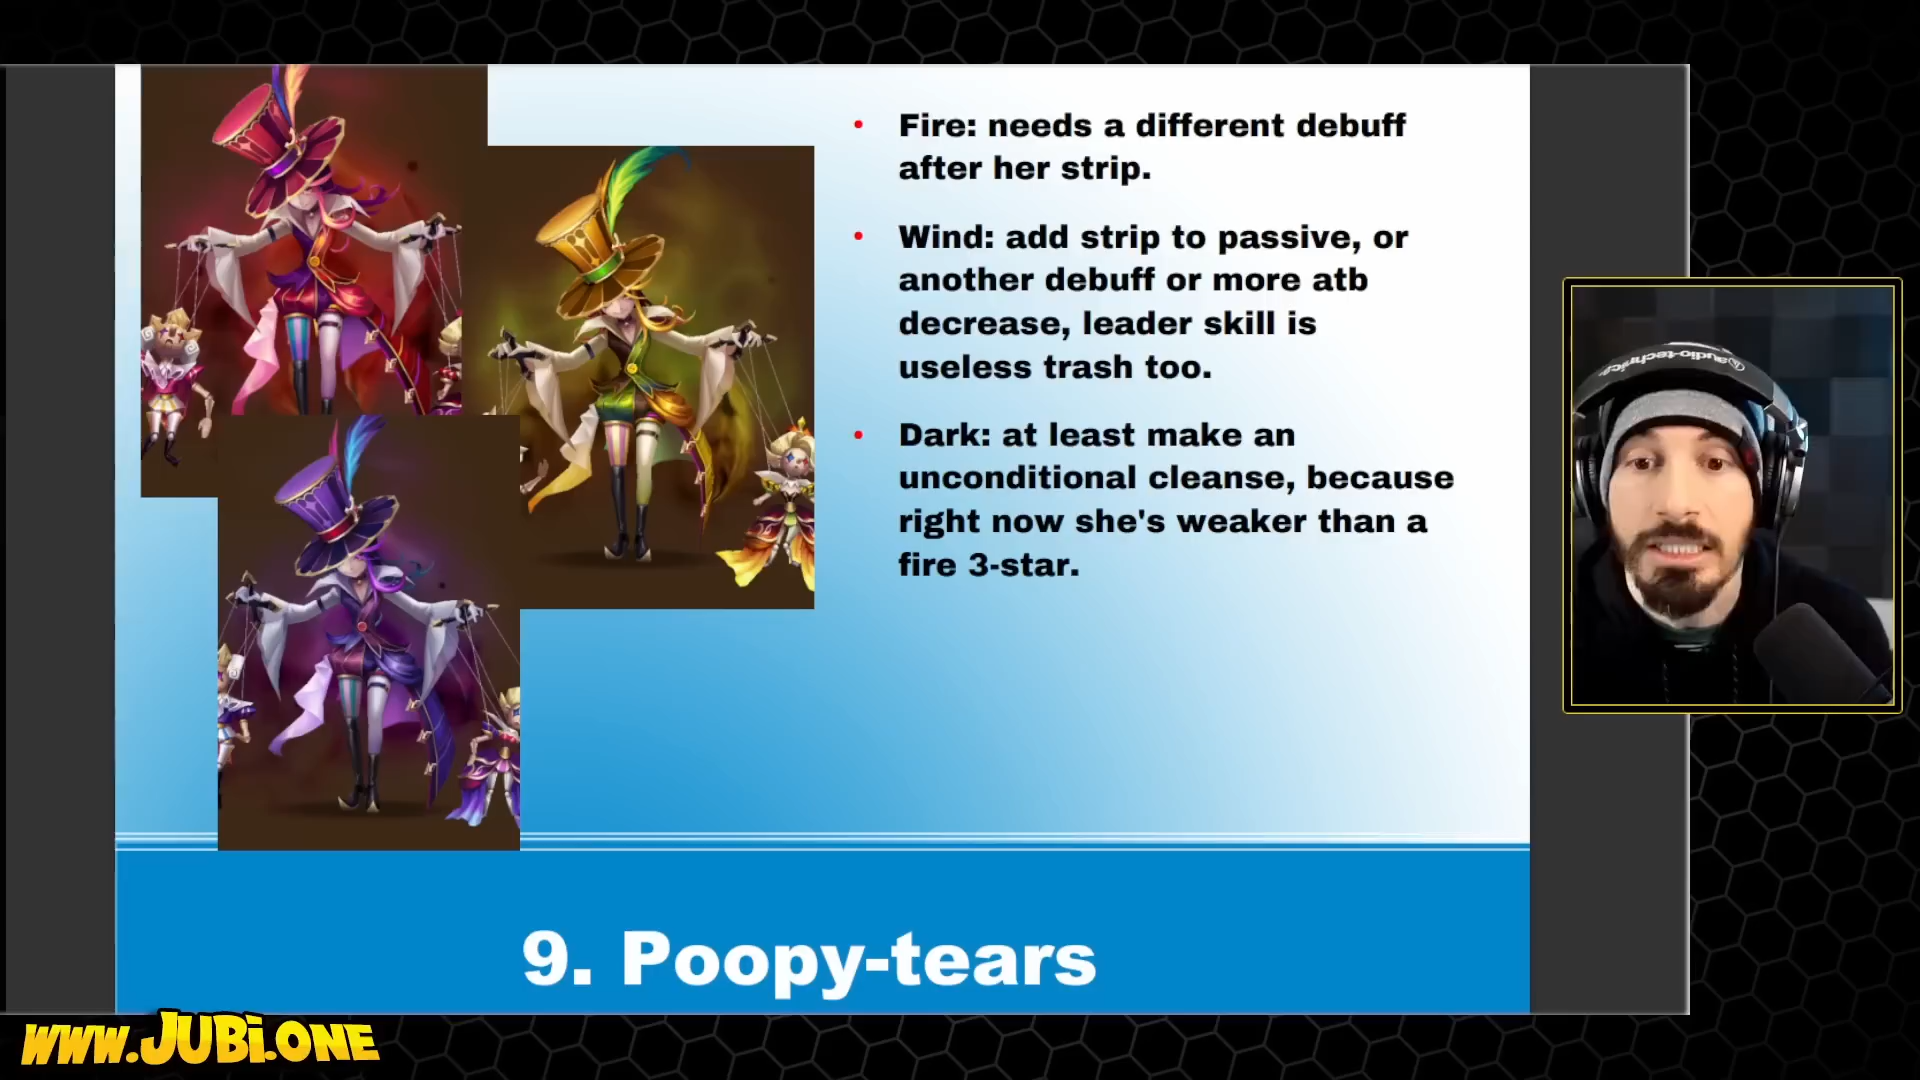 Fire: needs a different debuff
after her strip.
Wind: add strip to passive, or
another debuff or more atb
decrease, leader skill is
useless trash too.
Dark: at least make an
unconditional cleanse, because
right now she's weaker than a
fire 3-star.
audio-technica
9. Poopy-tears
WWW.JUBi.ONE